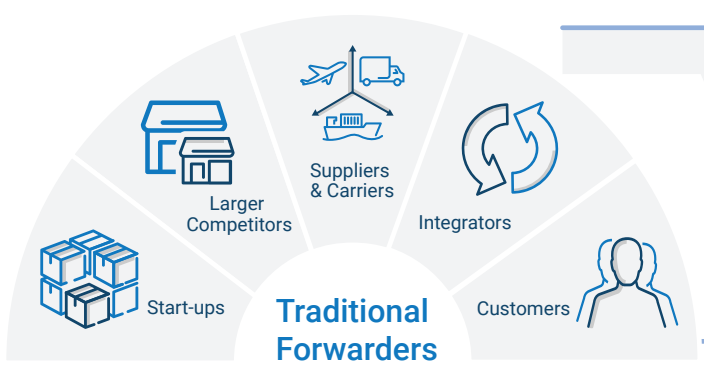 Suppliers
& Carriers
Larger
Competitors
Integrators
Start-ups
Customers
Traditional
Forwarders